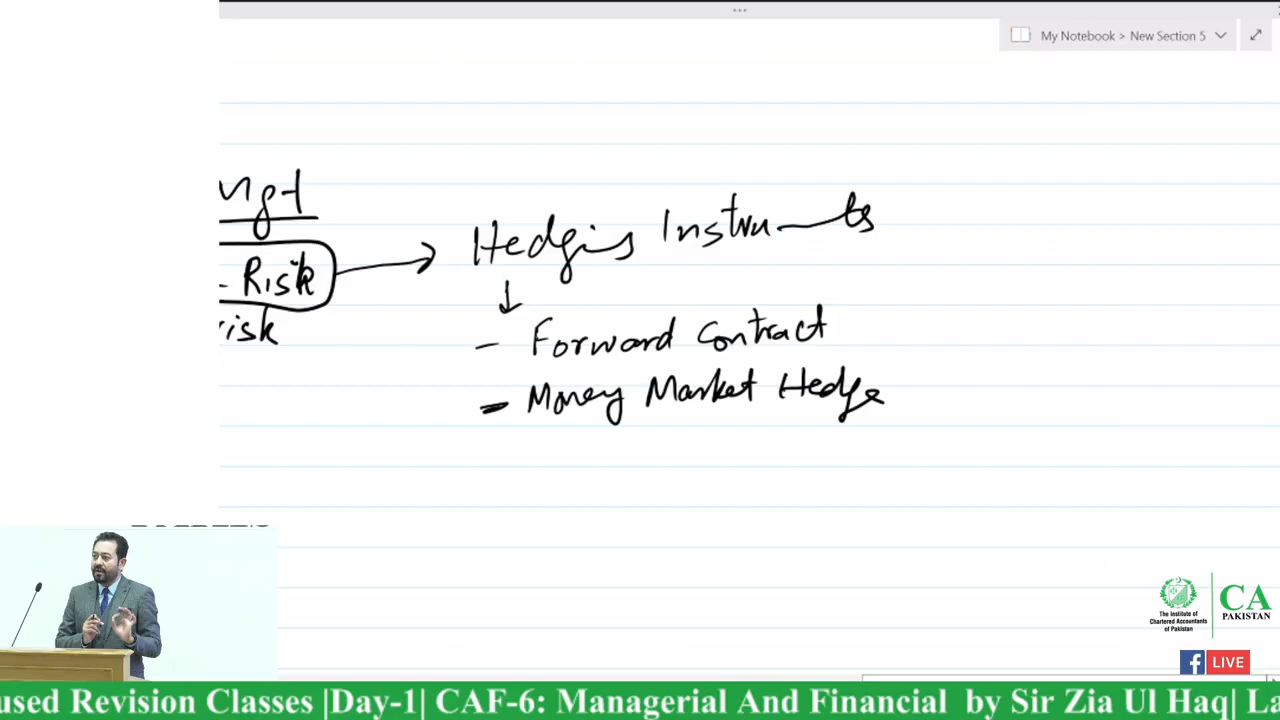 My Notebook > New Section 5
Mgt
- Risk
risk
Hedging Instruments
- Forward Contract
- Money Market Hedge
The Institute of
Chartered Accountants
of Pakistan
CA
PAKISTAN
f LIVE
used Revision Classes |Day-1| CAF-6: Managerial And Financial by Sir Zia Ul Haq| La